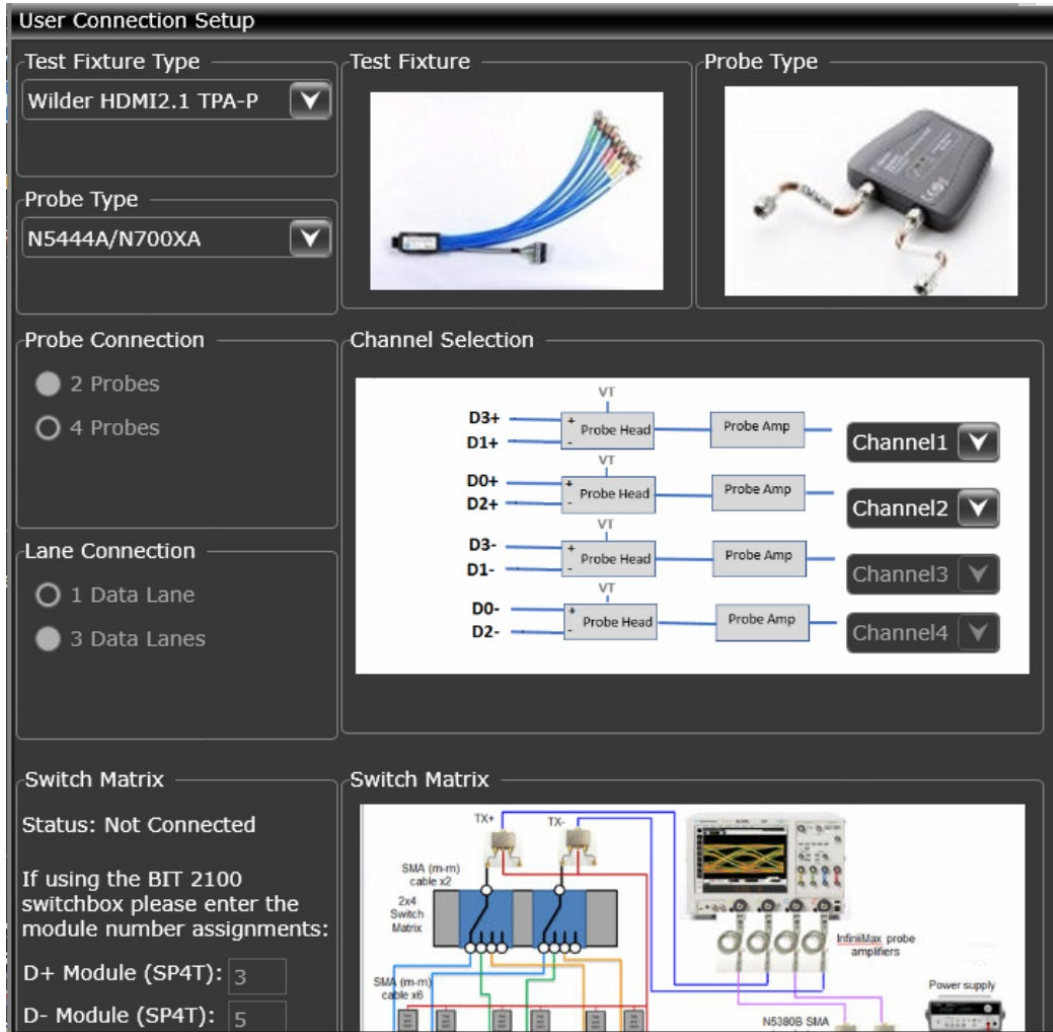 User Connection Setup
Test Fixture Type
Wilder HDMI2.1 TPA-P
Probe Type
N5444A/N700XA
Test Fixture
Probe Type
Probe Connection
2 Probes
4 Probes
Lane Connection
1 Data Lane
3 Data Lanes
Channel Selection
VT
D3+
D1+
+
-
Probe Head
Probe Amp
Channel1
VT
D0+
D2+
+
-
Probe Head
Probe Amp
Channel2
VT
D3-
D1-
+
-
Probe Head
Probe Amp
Channel3
VT
D0-
D2-
+
-
Probe Head
Probe Amp
Channel4
Switch Matrix
Status: Not Connected
If using the BIT 2100
switchbox please enter the
module number assignments:
D+ Module (SP4T): 3
D- Module (SP4T): 5
Switch Matrix
TX+
TX-
SMA (m-m)
cable x2
2x4
Switch
Matrix
SMA (m-m)
cable x6
InfiniiMax probe
amplifiers
Power supply
N5380B SMA